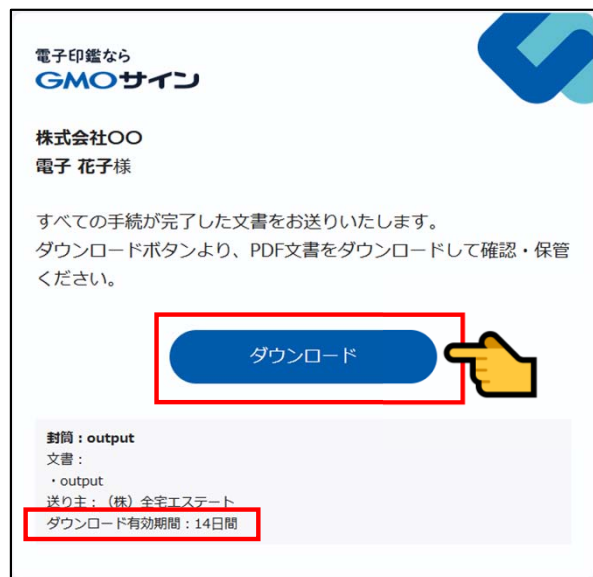 電子印鑑なら
GMOサイン
株式会社〇〇
電子 花子様
すべての手続が完了した文書をお送りいたします。
ダウンロードボタンより、PDF文書をダウンロードして確認・保管
ください。
ダウンロード
封筒：output
文書：
・output
送り主：（株）全宅エステート
ダウンロード有効期間：14日間